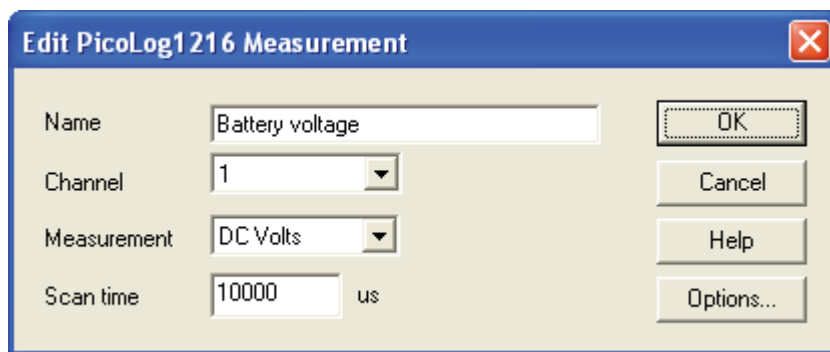 Edit PicoLog1216 Measurement
Name
Battery voltage
OK
Channel
1
Cancel
Measurement
DC Volts
Help
Scan time
10000
us
Options...